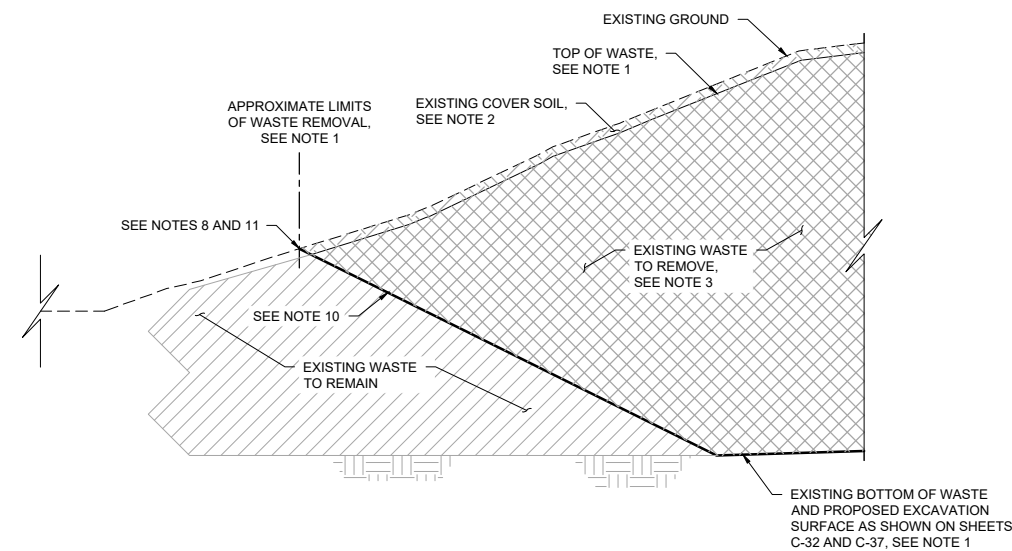 EXISTING GROUND
TOP OF WASTE,
SEE NOTE 1
EXISTING COVER SOIL,
SEE NOTE 2
APPROXIMATE LIMITS
OF WASTE REMOVAL,
SEE NOTE 1
SEE NOTES 8 AND 11
EXISTING WASTE
TO REMOVE,
SEE NOTE 3
SEE NOTE 10
EXISTING WASTE
TO REMAIN
EXISTING BOTTOM OF WASTE
AND PROPOSED EXCAVATION
SURFACE AS SHOWN ON SHEETS
C-32 AND C-37, SEE NOTE 1